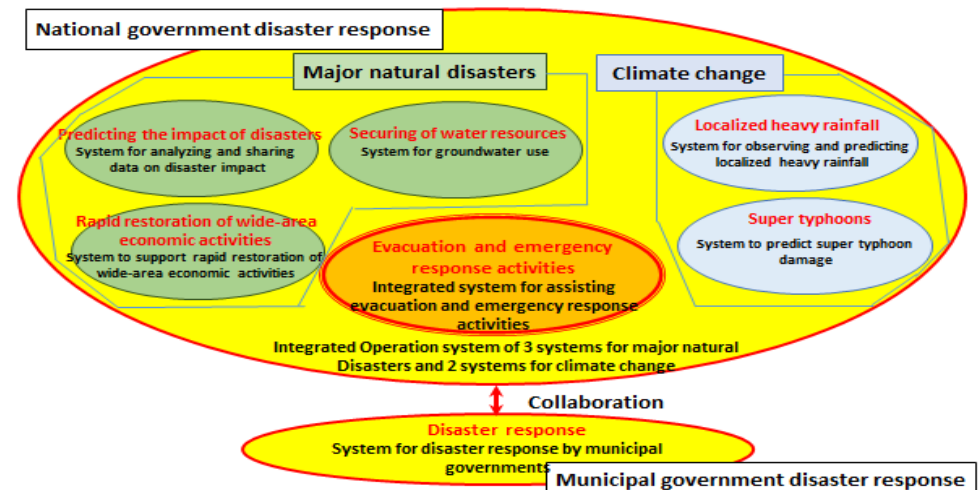 National government disaster response
Major natural disasters
Climate change
Predicting the impact of disasters
System for analyzing and sharing
data on disaster impact
Securing of water resources
System for groundwater use
Localized heavy rainfall
System for observing and predicting
localized heavy rainfall
Rapid restoration of wide-area
economic activities
System to support rapid restoration of
wide-area economic activities
Evacuation and emergency
response activities
Integrated system for assisting
evacuation and emergency response
activities
Super typhoons
System to predict super typhoon
damage
Integrated Operation system of 3 systems for major natural
Disasters and 2 systems for climate change
Collaboration
Disaster response
System for disaster response by municipal
governments
Municipal government disaster response